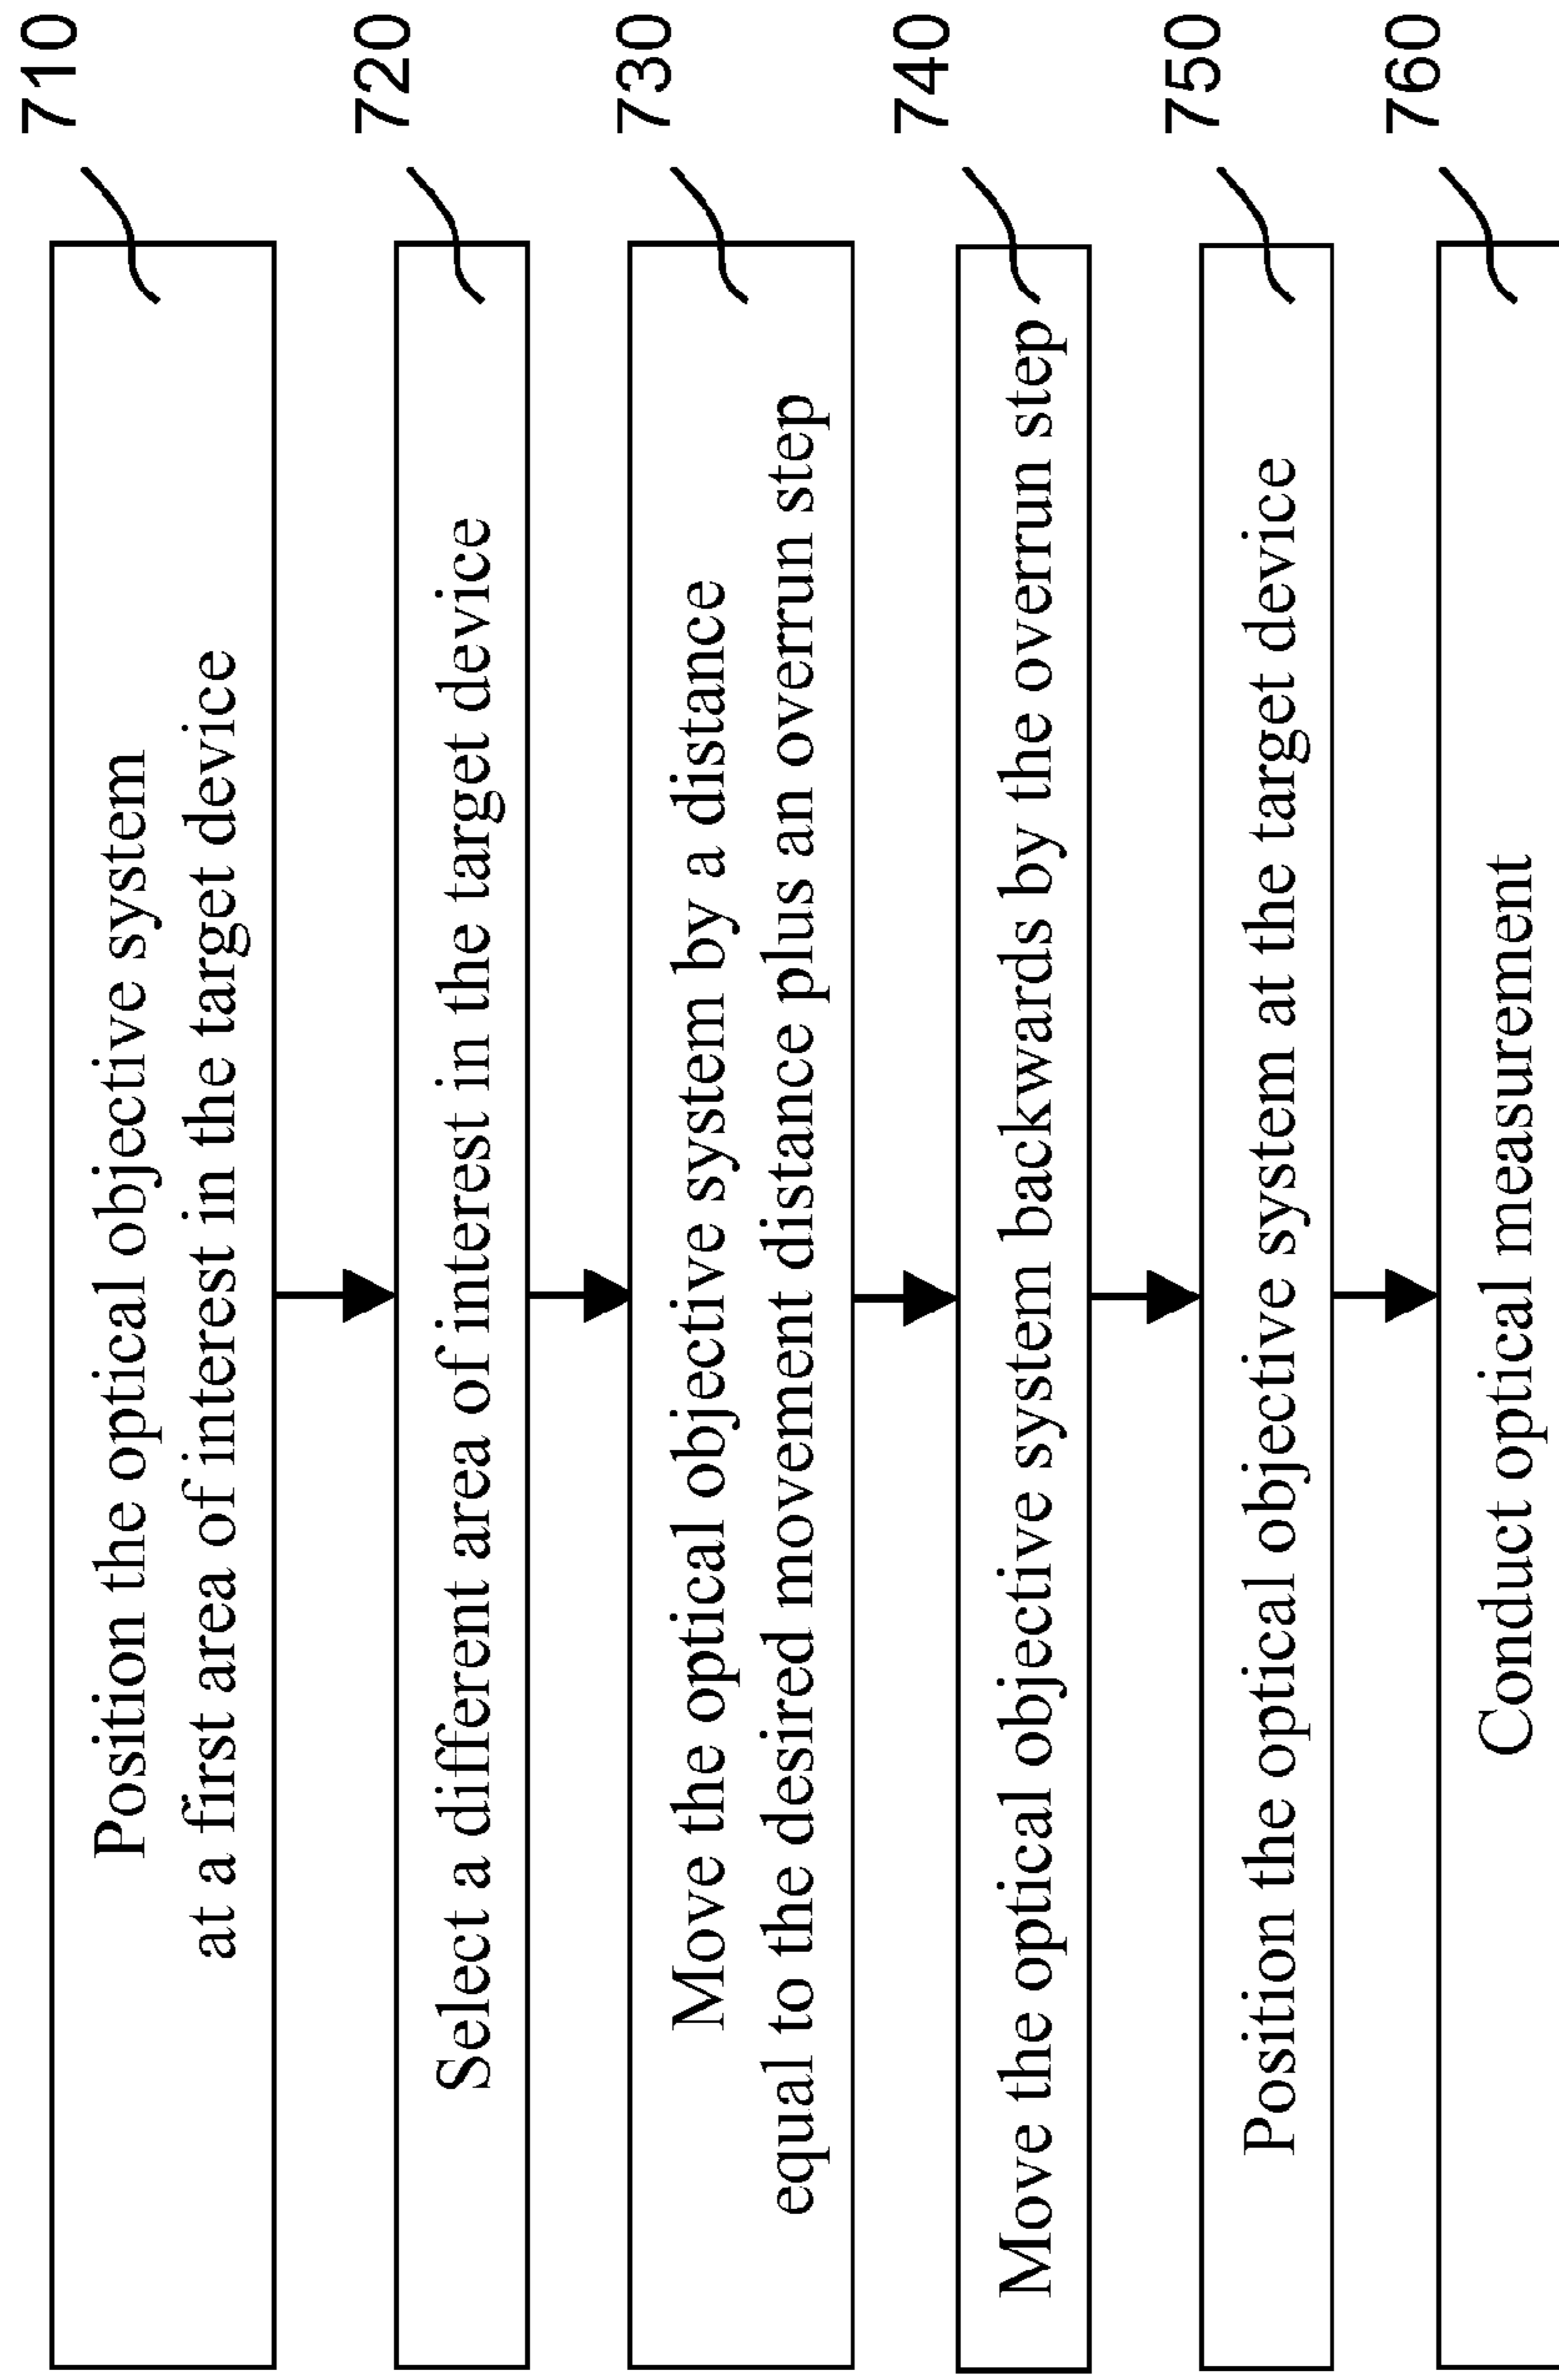 710
Position the optical objective system
at a first area of interest in the target device
720
Select a different area of interest in the target device
730
Move the optical objective system by a distance
equal to the desired movement distance plus an overrun step
740
Move the optical objective system backwards by the overrun step
750
Position the optical objective system at the target device
760
Conduct optical measurement